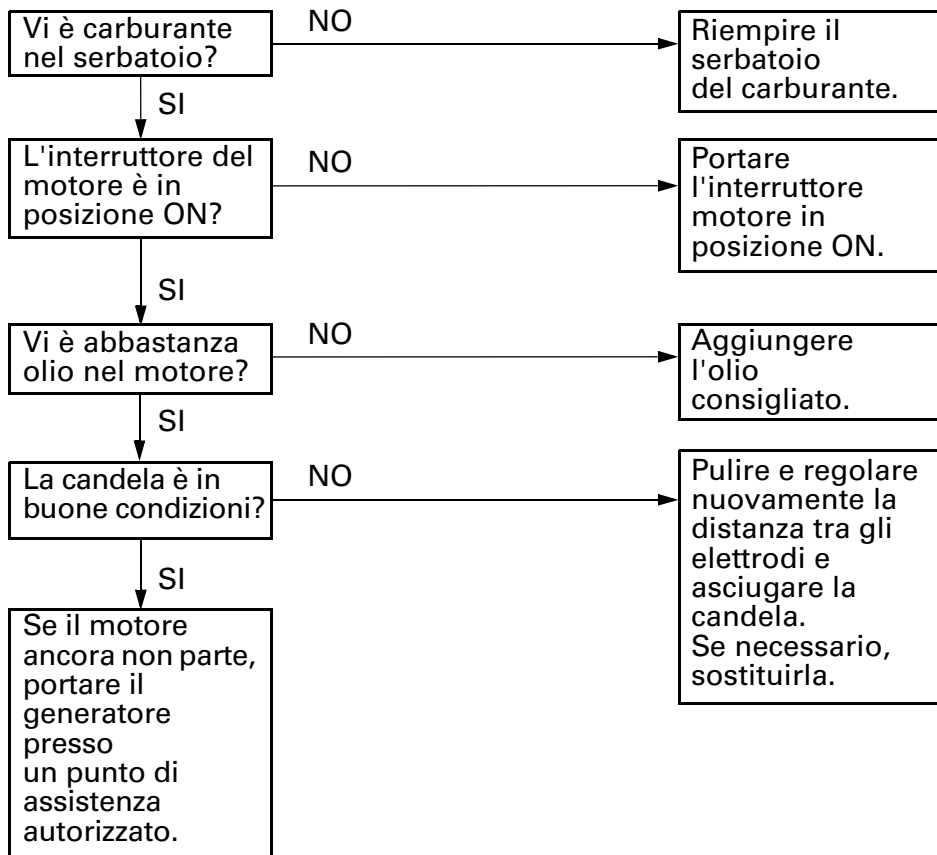 Vi è carburante
nel serbatoio?
NO
Riempire il
serbatoio
del carburante.
SI
L'interruttore del
motore è in
posizione ON?
NO
Portare
l'interruttore
motore in
posizione ON.
SI
Vi è abbastanza
olio nel motore?
NO
Aggiungere
l'olio
consigliato.
SI
La candela è in
buone condizioni?
NO
Pulire e regolare
nuovamente la
distanza tra gli
elettrodi e
asciugare la
candela.
Se necessario,
sostituirla.
SI
Se il motore
ancora non parte,
portare il
generatore
presso
un punto di
assistenza
autorizzato.